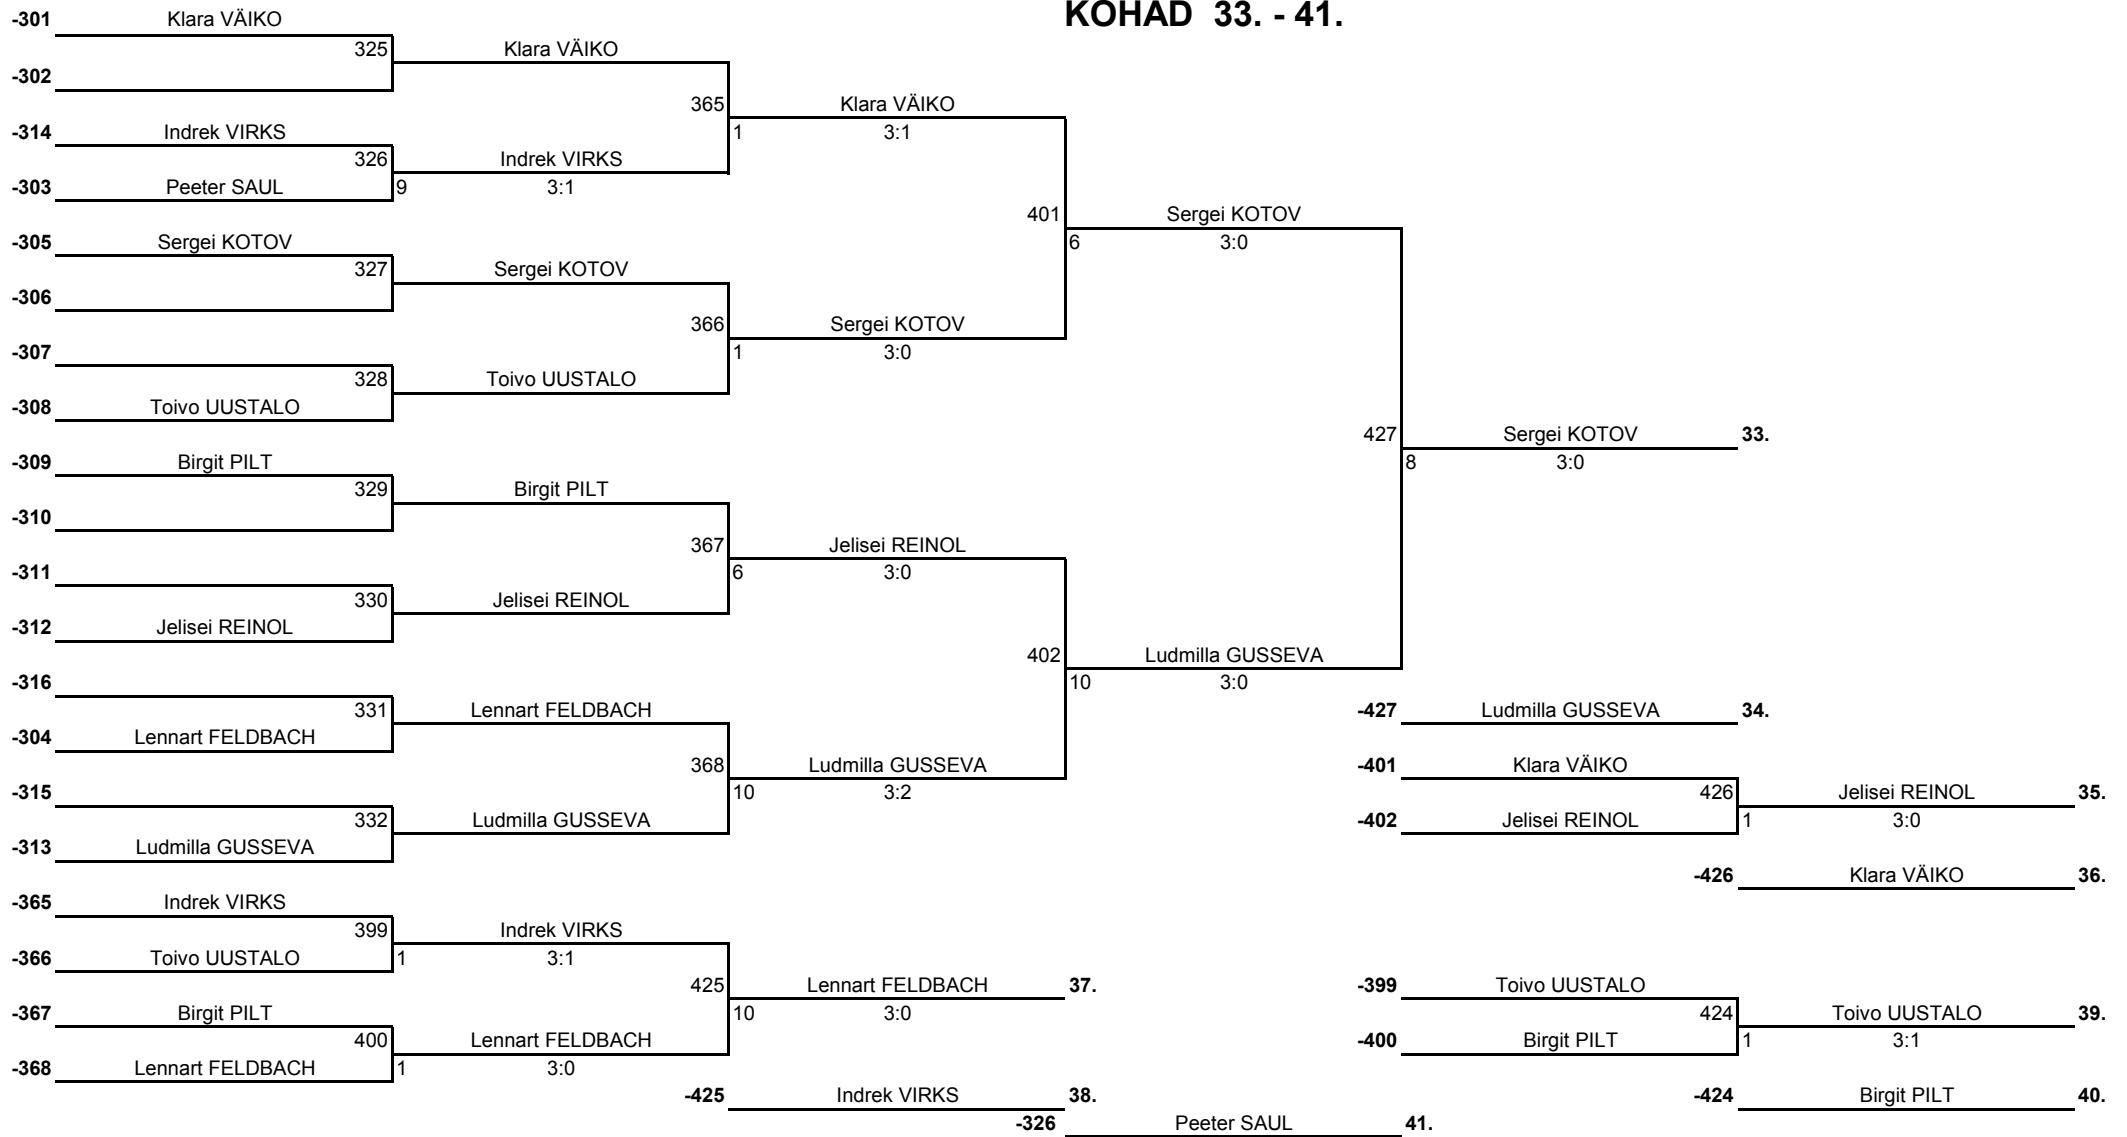 KOHAD 33. - 41.
-301 Klara VÄIKO
325 Klara VÄIKO
-302
365 Klara VÄIKO
-314 Indrek VIRKS 1 3:1
326 Indrek VIRKS
-303 Peeter SAUL 9 3:1
401 Sergei KOTOV
-305 Sergei KOTOV 6 3:0
327 Sergei KOTOV
-306
366 Sergei KOTOV
-307 1 3:0
328 Toivo UUSTALO
-308 Toivo UUSTALO
427 Sergei KOTOV 33.
-309 Birgit PILT 8 3:0
329 Birgit PILT
-310
367 Jelisei REINOL
-311 6 3:0
330 Jelisei REINOL
-312 Jelisei REINOL
402 Ludmilla GUSSEVA
-316 10 3:0
331 Lennart FELDBACH -427 Ludmilla GUSSEVA 34.
-304 Lennart FELDBACH
368 Ludmilla GUSSEVA -401 Klara VÄIKO
-315 10 3:2 426 Jelisei REINOL 35.
332 Ludmilla GUSSEVA -402 Jelisei REINOL 1 3:0
-313 Ludmilla GUSSEVA
-426 Klara VÄIKO 36.
-365 Indrek VIRKS
399 Indrek VIRKS
-366 Toivo UUSTALO 1 3:1
425 Lennart FELDBACH 37. -399 Toivo UUSTALO
-367 Birgit PILT 10 3:0 424 Toivo UUSTALO 39.
400 Lennart FELDBACH -400 Birgit PILT 1 3:1
-368 Lennart FELDBACH 1 3:0
-425 Indrek VIRKS 38. -424 Birgit PILT 40.
-326 Peeter SAUL 41.